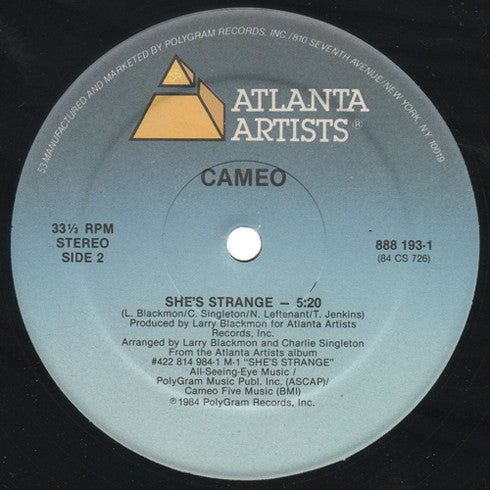 53 MANUFACTURED AND MARKETED BY POLYGRAM RECORDS, INC./810 SEVENTH AVENUE/NEW YORK, NY 10019
ATLANTA
ARTISTS®
CAMEO
33⅓ RPM
STEREO
SIDE 2
888 193-1
(84 CS 726)
SHE'S STRANGE — 5:20
(L. Blackmon/C. Singleton/N. Leftenant/T. Jenkins)
Produced by Larry Blackmon for Atlanta Artists
Records, Inc.
Arranged by Larry Blackmon and Charlie Singleton
From the Atlanta Artists album
#422 814 984-1 M-1 "SHE'S STRANGE"
All-Seeing-Eye Music /
PolyGram Music Publ. Inc. (ASCAP)/
Cameo Five Music (BMI)
℗1984 PolyGram Records, Inc.